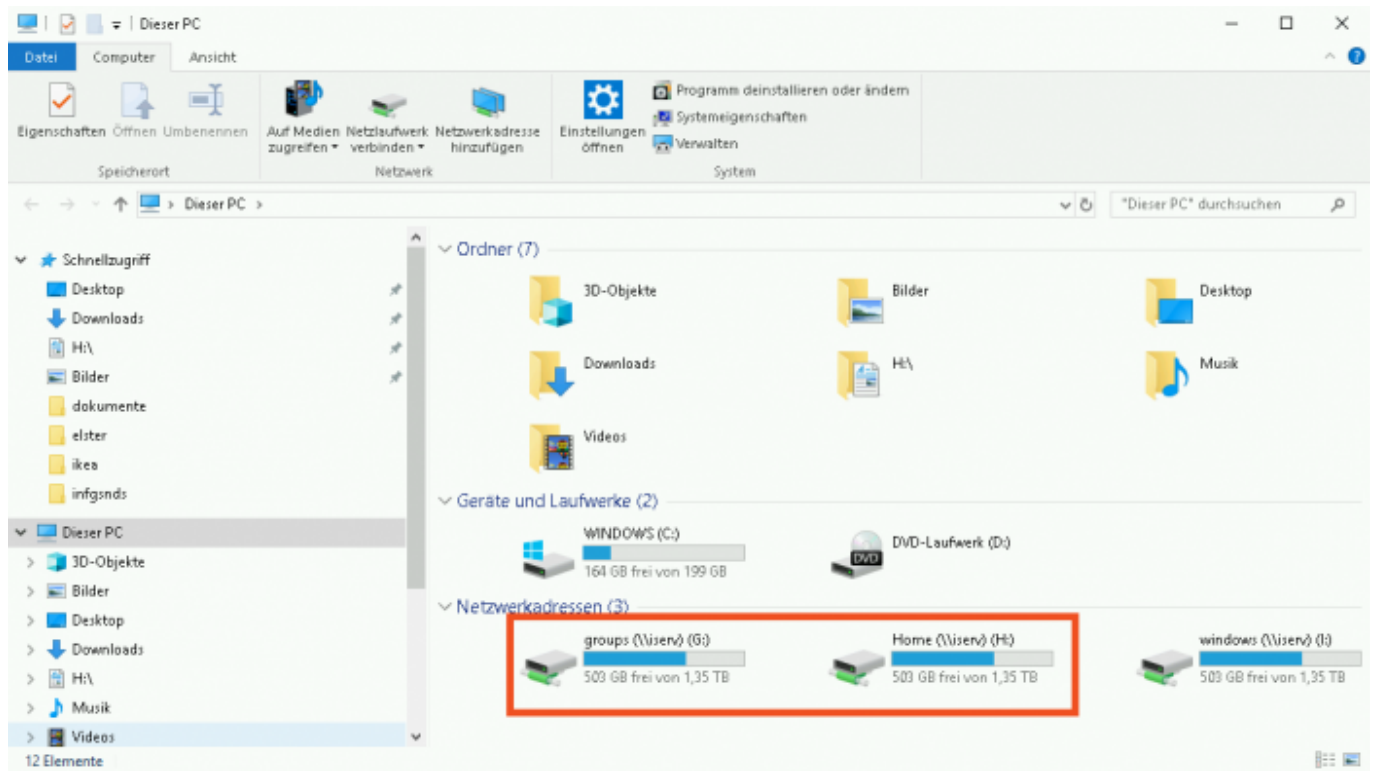 Dieser PC
Datei Computer Ansicht
Eigenschaften Öffnen Umbenennen
Auf Medien zugreifen
Netzlaufwerk verbinden
Netzwerkadresse hinzufügen
Einstellungen öffnen
Programm deinstallieren oder ändern
Systemeigenschaften
Verwalten
Speicherort Netzwerk System
Dieser PC
"Dieser PC" durchsuchen
Schnellzugriff
Desktop
Downloads
H:\
Bilder
dokumente
elster
ikea
infgsnds
Dieser PC
3D-Objekte
Bilder
Desktop
Downloads
H:\
Musik
Videos
Ordner (7)
3D-Objekte Bilder Desktop
Downloads H:\ Musik
Videos
Geräte und Laufwerke (2)
WINDOWS (C:)
164 GB frei von 199 GB
DVD-Laufwerk (D:)
DVD
Netzwerkadressen (3)
groups (\\iserv) (G:)
503 GB frei von 1,35 TB
Home (\\iserv) (H:)
503 GB frei von 1,35 TB
windows (\\iserv) (I:)
503 GB frei von 1,35 TB
12 Elemente